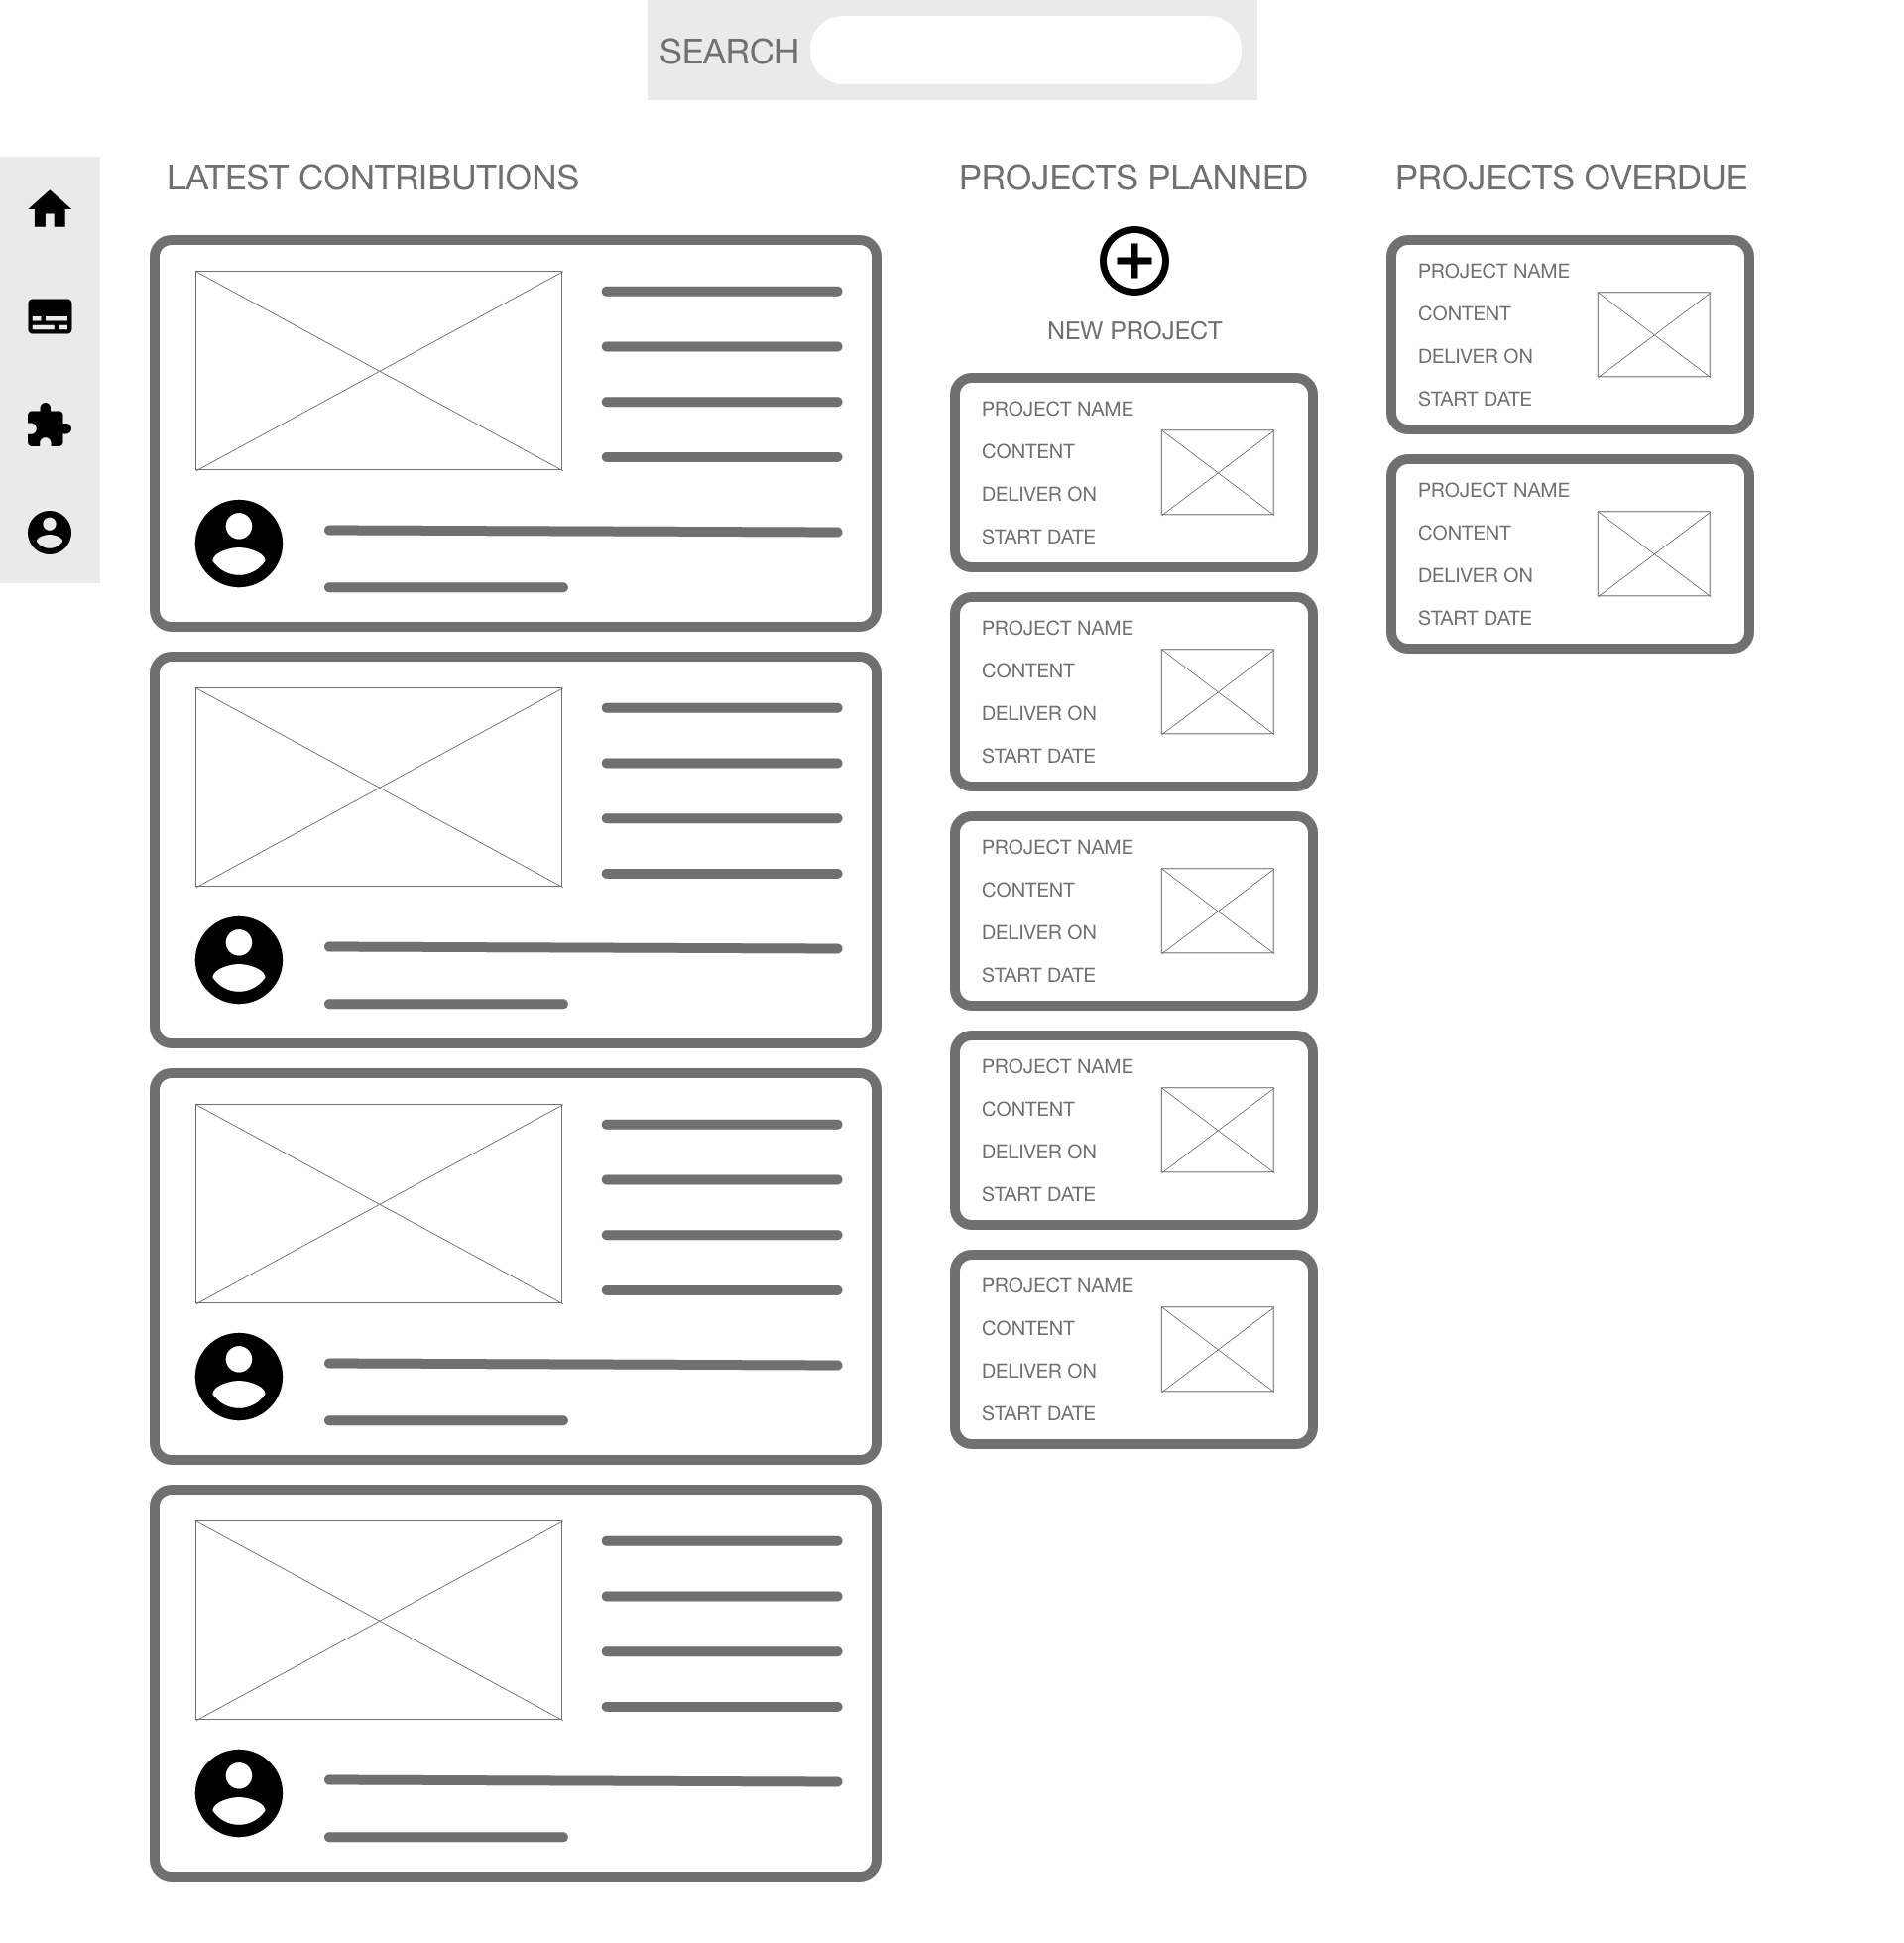 SEARCH
LATEST CONTRIBUTIONS
PROJECTS PLANNED
NEW PROJECT
PROJECT NAME
CONTENT
DELIVER ON
START DATE
PROJECT NAME
CONTENT
DELIVER ON
START DATE
PROJECT NAME
CONTENT
DELIVER ON
START DATE
PROJECT NAME
CONTENT
DELIVER ON
START DATE
PROJECT NAME
CONTENT
DELIVER ON
START DATE
PROJECTS OVERDUE
PROJECT NAME
CONTENT
DELIVER ON
START DATE
PROJECT NAME
CONTENT
DELIVER ON
START DATE